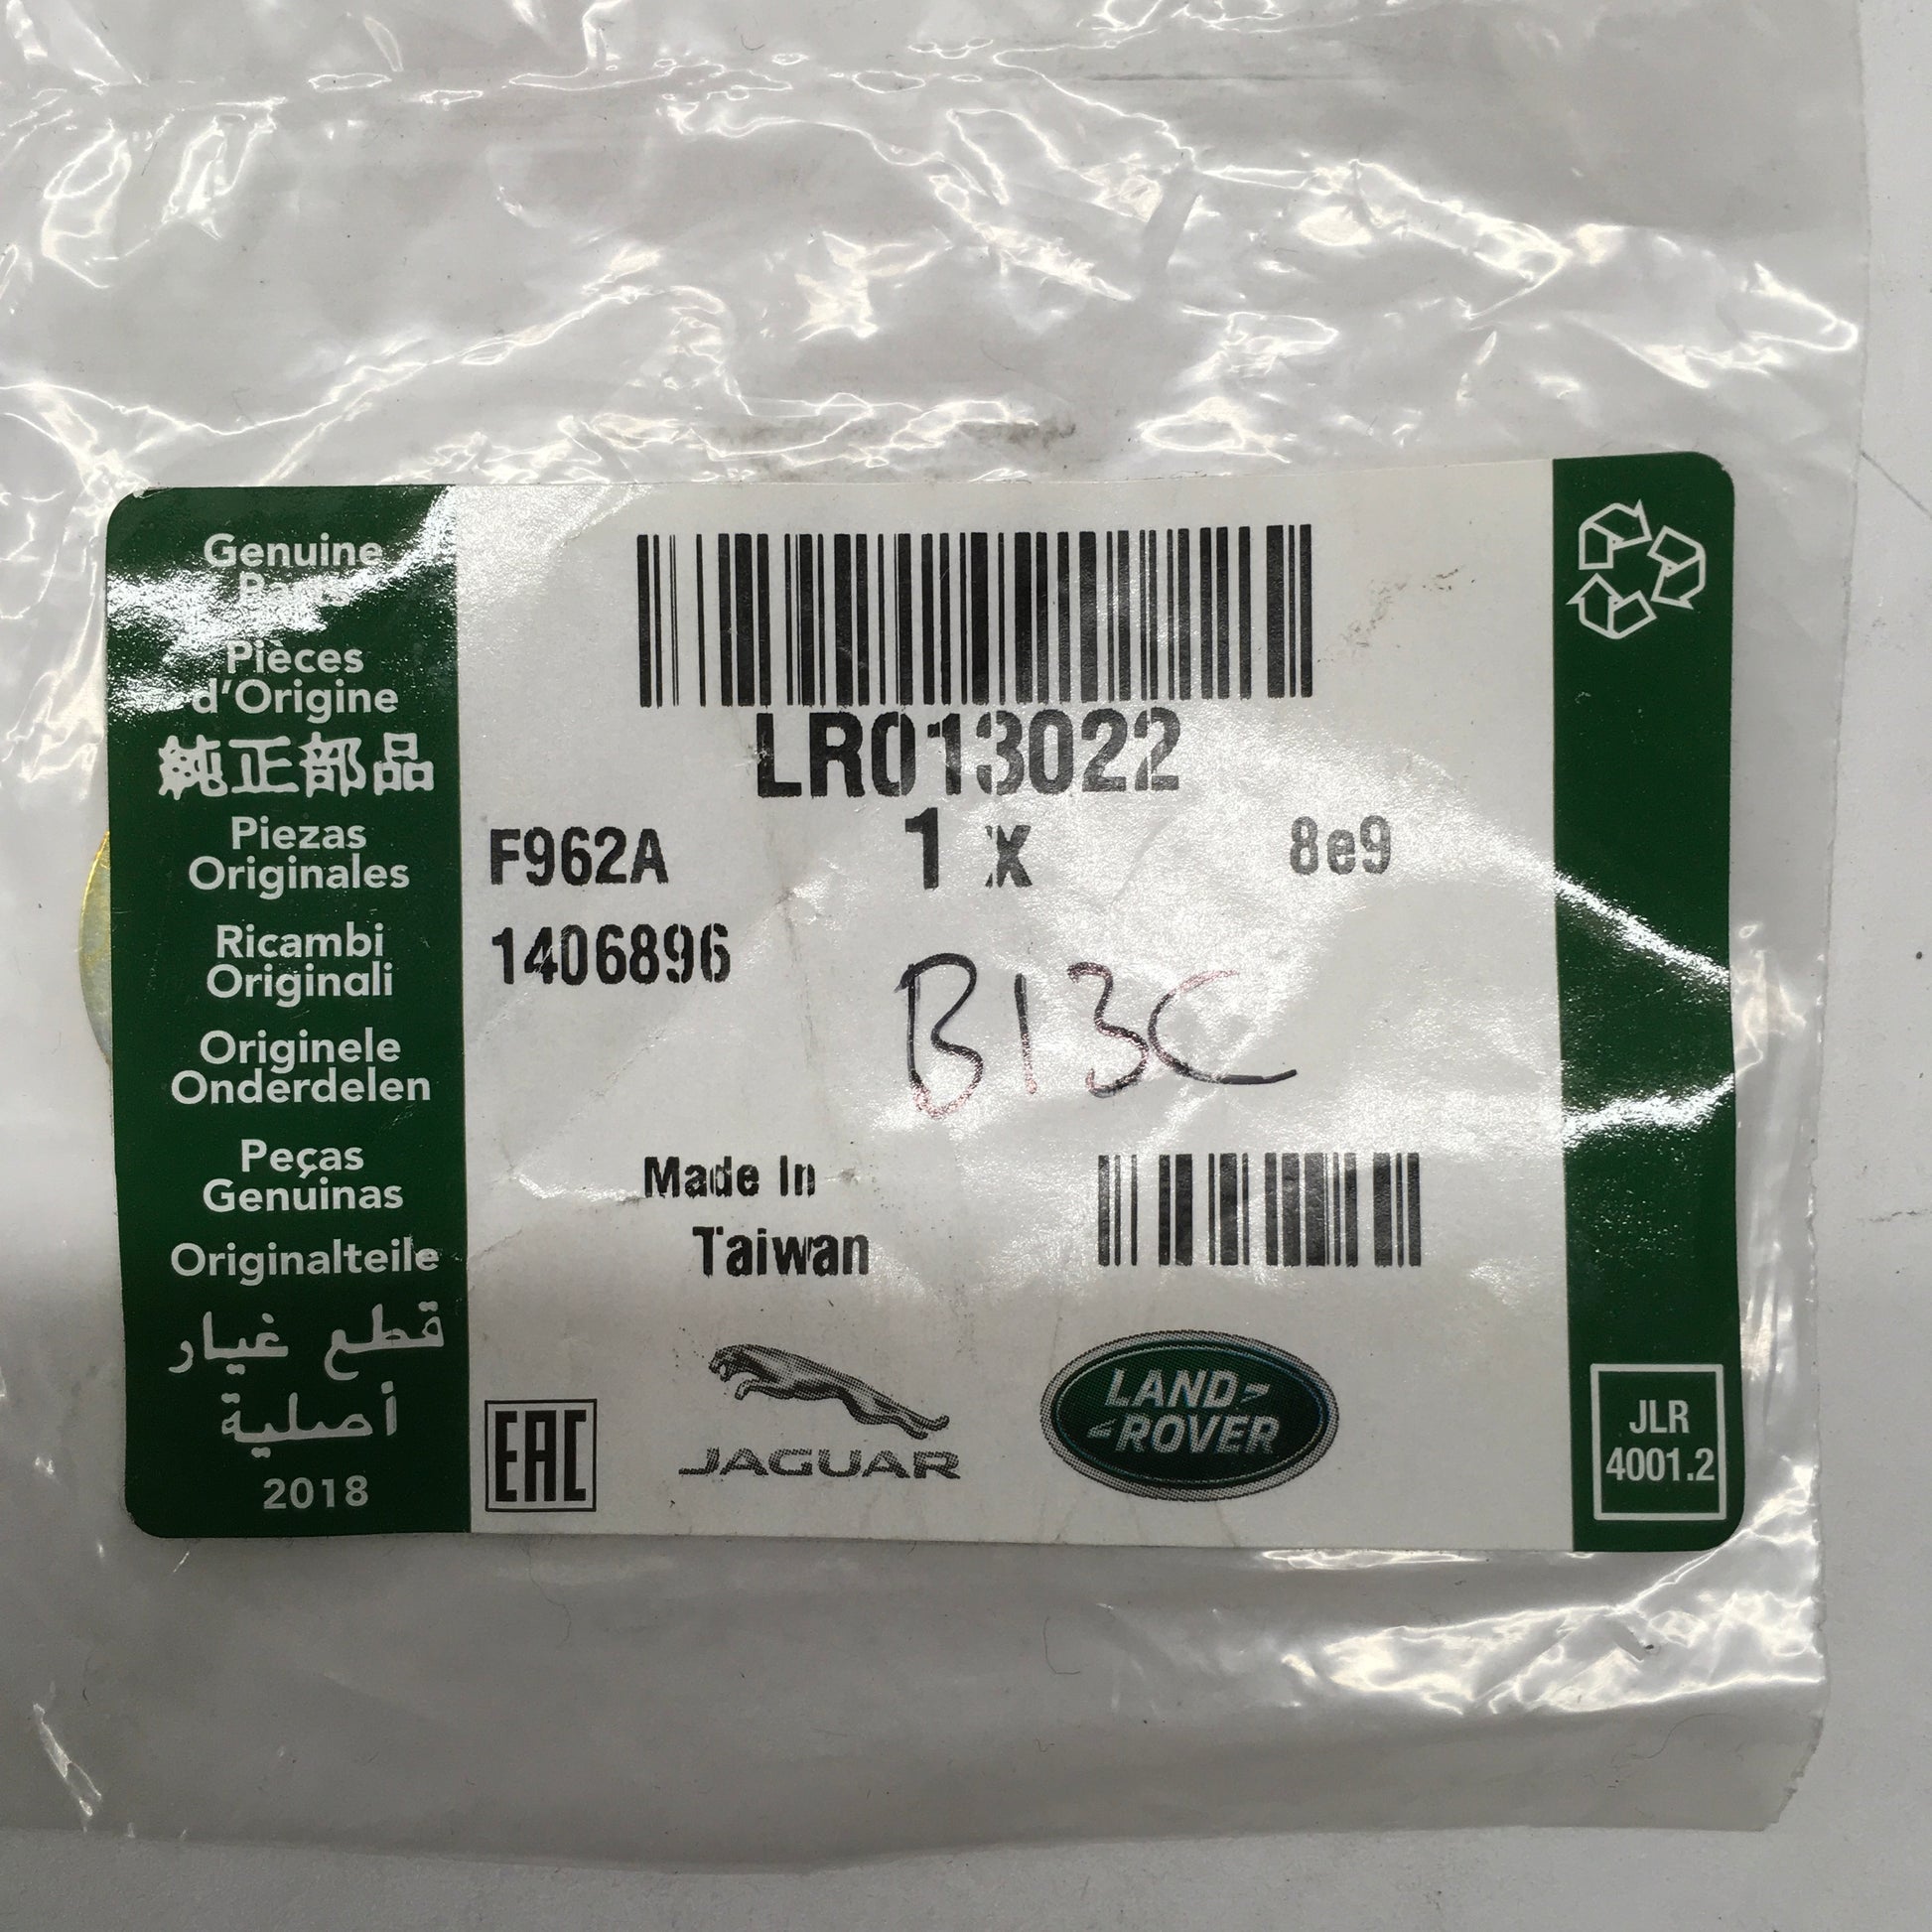 Genuine
Parts
Pièces
d'Origine
純正部品
Piezas
Originales
Ricambi
Originali
Originele
Onderdelen
Peças
Genuinas
Originalteile
قطع غيار
أصلية
2018
LR013022
F962A 1 X 8e9
1406896
B13C
Made In
Taiwan
EAC
JAGUAR
LAND
ROVER
JLR
4001.2